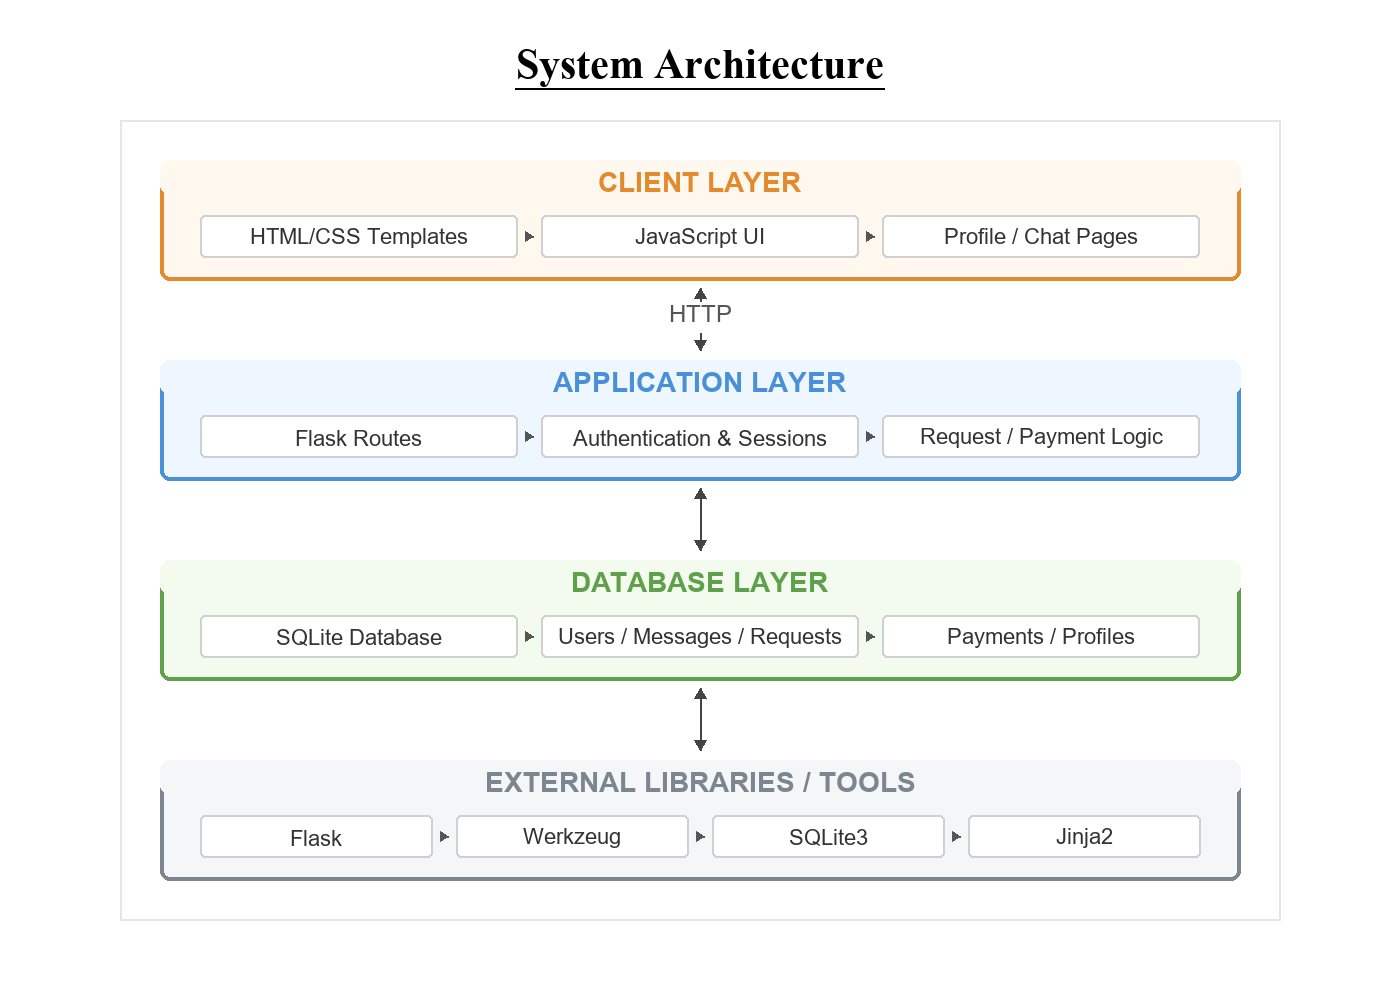 System Architecture
CLIENT LAYER
HTML/CSS Templates
JavaScript UI
Profile / Chat Pages
HTTP
APPLICATION LAYER
Flask Routes
Authentication & Sessions
Request / Payment Logic
DATABASE LAYER
SQLite Database
Users / Messages / Requests
Payments / Profiles
EXTERNAL LIBRARIES / TOOLS
Flask
Werkzeug
SQLite3
Jinja2